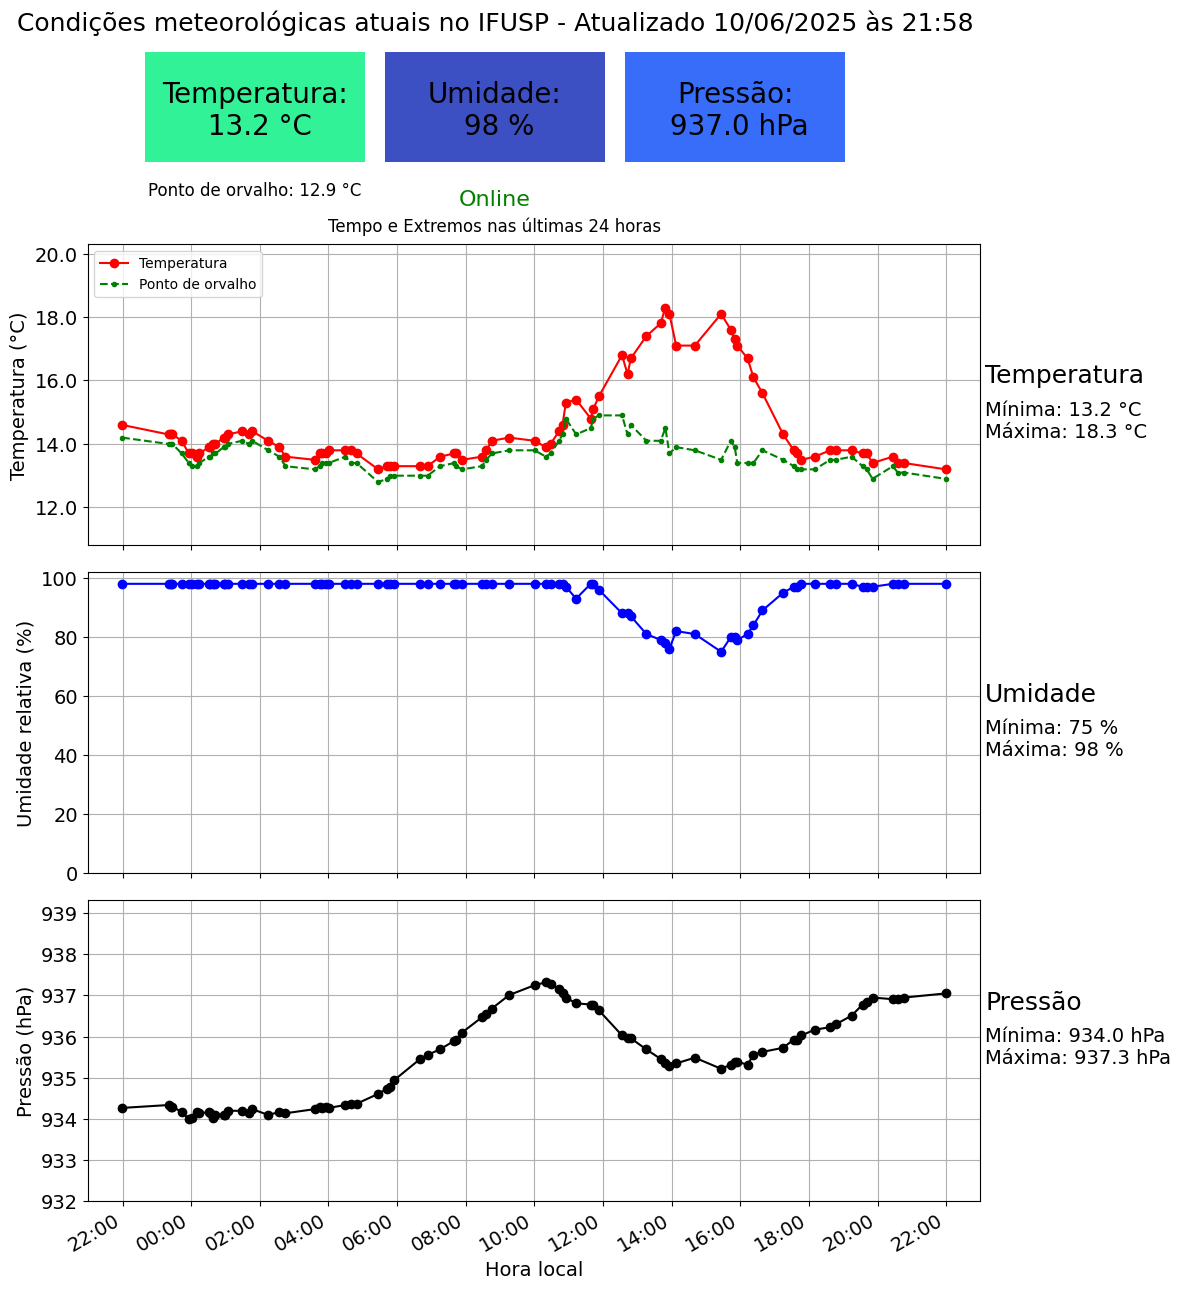 Condições meteorológicas atuais no IFUSP - Atualizado 10/06/2025 às 21:58
Temperatura:
13.2 °C
Umidade:
98 %
Pressão:
937.0 hPa
Ponto de orvalho: 12.9 °C
Online
Tempo e Extremos nas últimas 24 horas
Temperatura
Ponto de orvalho
Temperatura (°C)
20.0
18.0
16.0
14.0
12.0
Temperatura
Mínima: 13.2 °C
Máxima: 18.3 °C
Umidade relativa (%)
100
80
60
40
20
0
Umidade
Mínima: 75 %
Máxima: 98 %
Pressão (hPa)
939
938
937
936
935
934
933
932
Pressão
Mínima: 934.0 hPa
Máxima: 937.3 hPa
22:00 00:00 02:00 04:00 06:00 08:00 10:00 12:00 14:00 16:00 18:00 20:00 22:00
Hora local